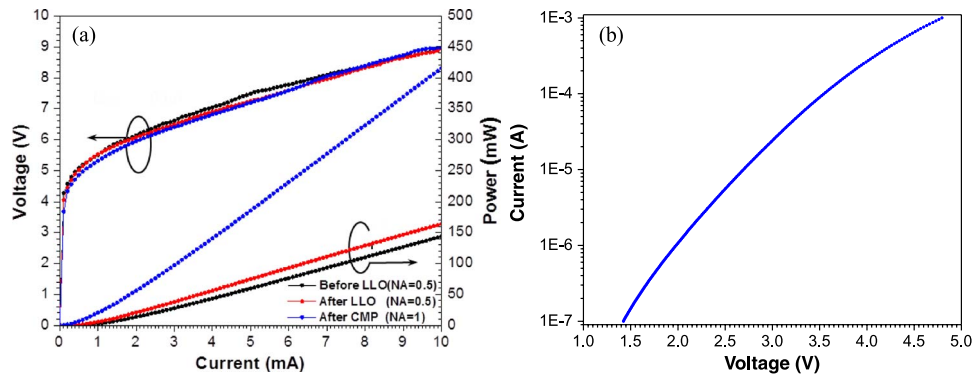 (a)
10
9
8
7
6
5
4
3
2
1
0
Voltage (V)
500
450
400
350
300
250
200
150
100
50
0
Power (mW)
Before LLO(NA=0.5)
After LLO (NA=0.5)
After CMP (NA=1)
0 1 2 3 4 5 6 7 8 9 10
Current (mA)
(b)
1E-3
1E-4
1E-5
1E-6
1E-7
Current (A)
1.0 1.5 2.0 2.5 3.0 3.5 4.0 4.5 5.0
Voltage (V)